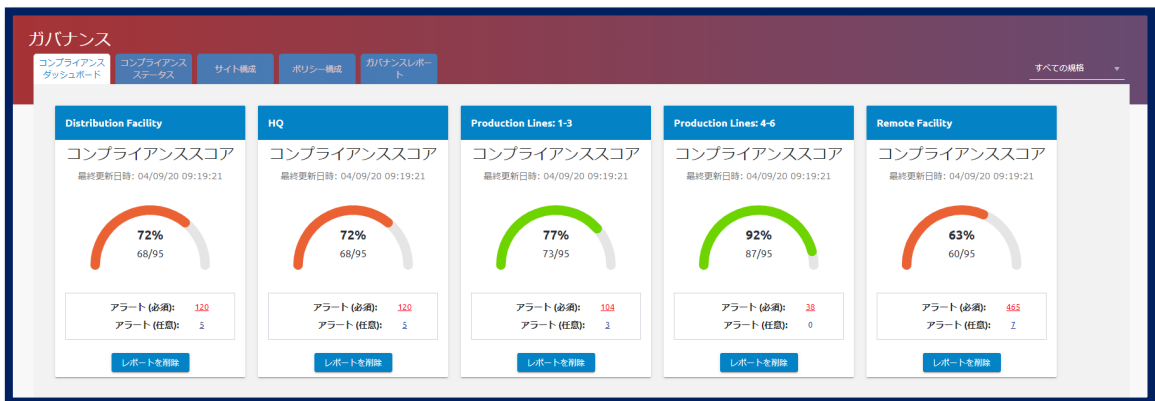 ガバナンス
コンプライアンス
ダッシュボード
コンプライアンス
ステータス
サイト構成
ポリシー構成
ガバナンスレポー
ト
すべての規格
Distribution Facility
コンプライアンススコア
最終更新日時: 04/09/20 09:19:21
72%
68/95
アラート (必須): 120
アラート (任意): 5
レポートを削除
HQ
コンプライアンススコア
最終更新日時: 04/09/20 09:19:21
72%
68/95
アラート (必須): 120
アラート (任意): 5
レポートを削除
Production Lines: 1-3
コンプライアンススコア
最終更新日時: 04/09/20 09:19:21
77%
73/95
アラート (必須): 104
アラート (任意): 3
レポートを削除
Production Lines: 4-6
コンプライアンススコア
最終更新日時: 04/09/20 09:19:21
92%
87/95
アラート (必須): 38
アラート (任意): 0
レポートを削除
Remote Facility
コンプライアンススコア
最終更新日時: 04/09/20 09:19:21
63%
60/95
アラート (必須): 465
アラート (任意): 7
レポートを削除